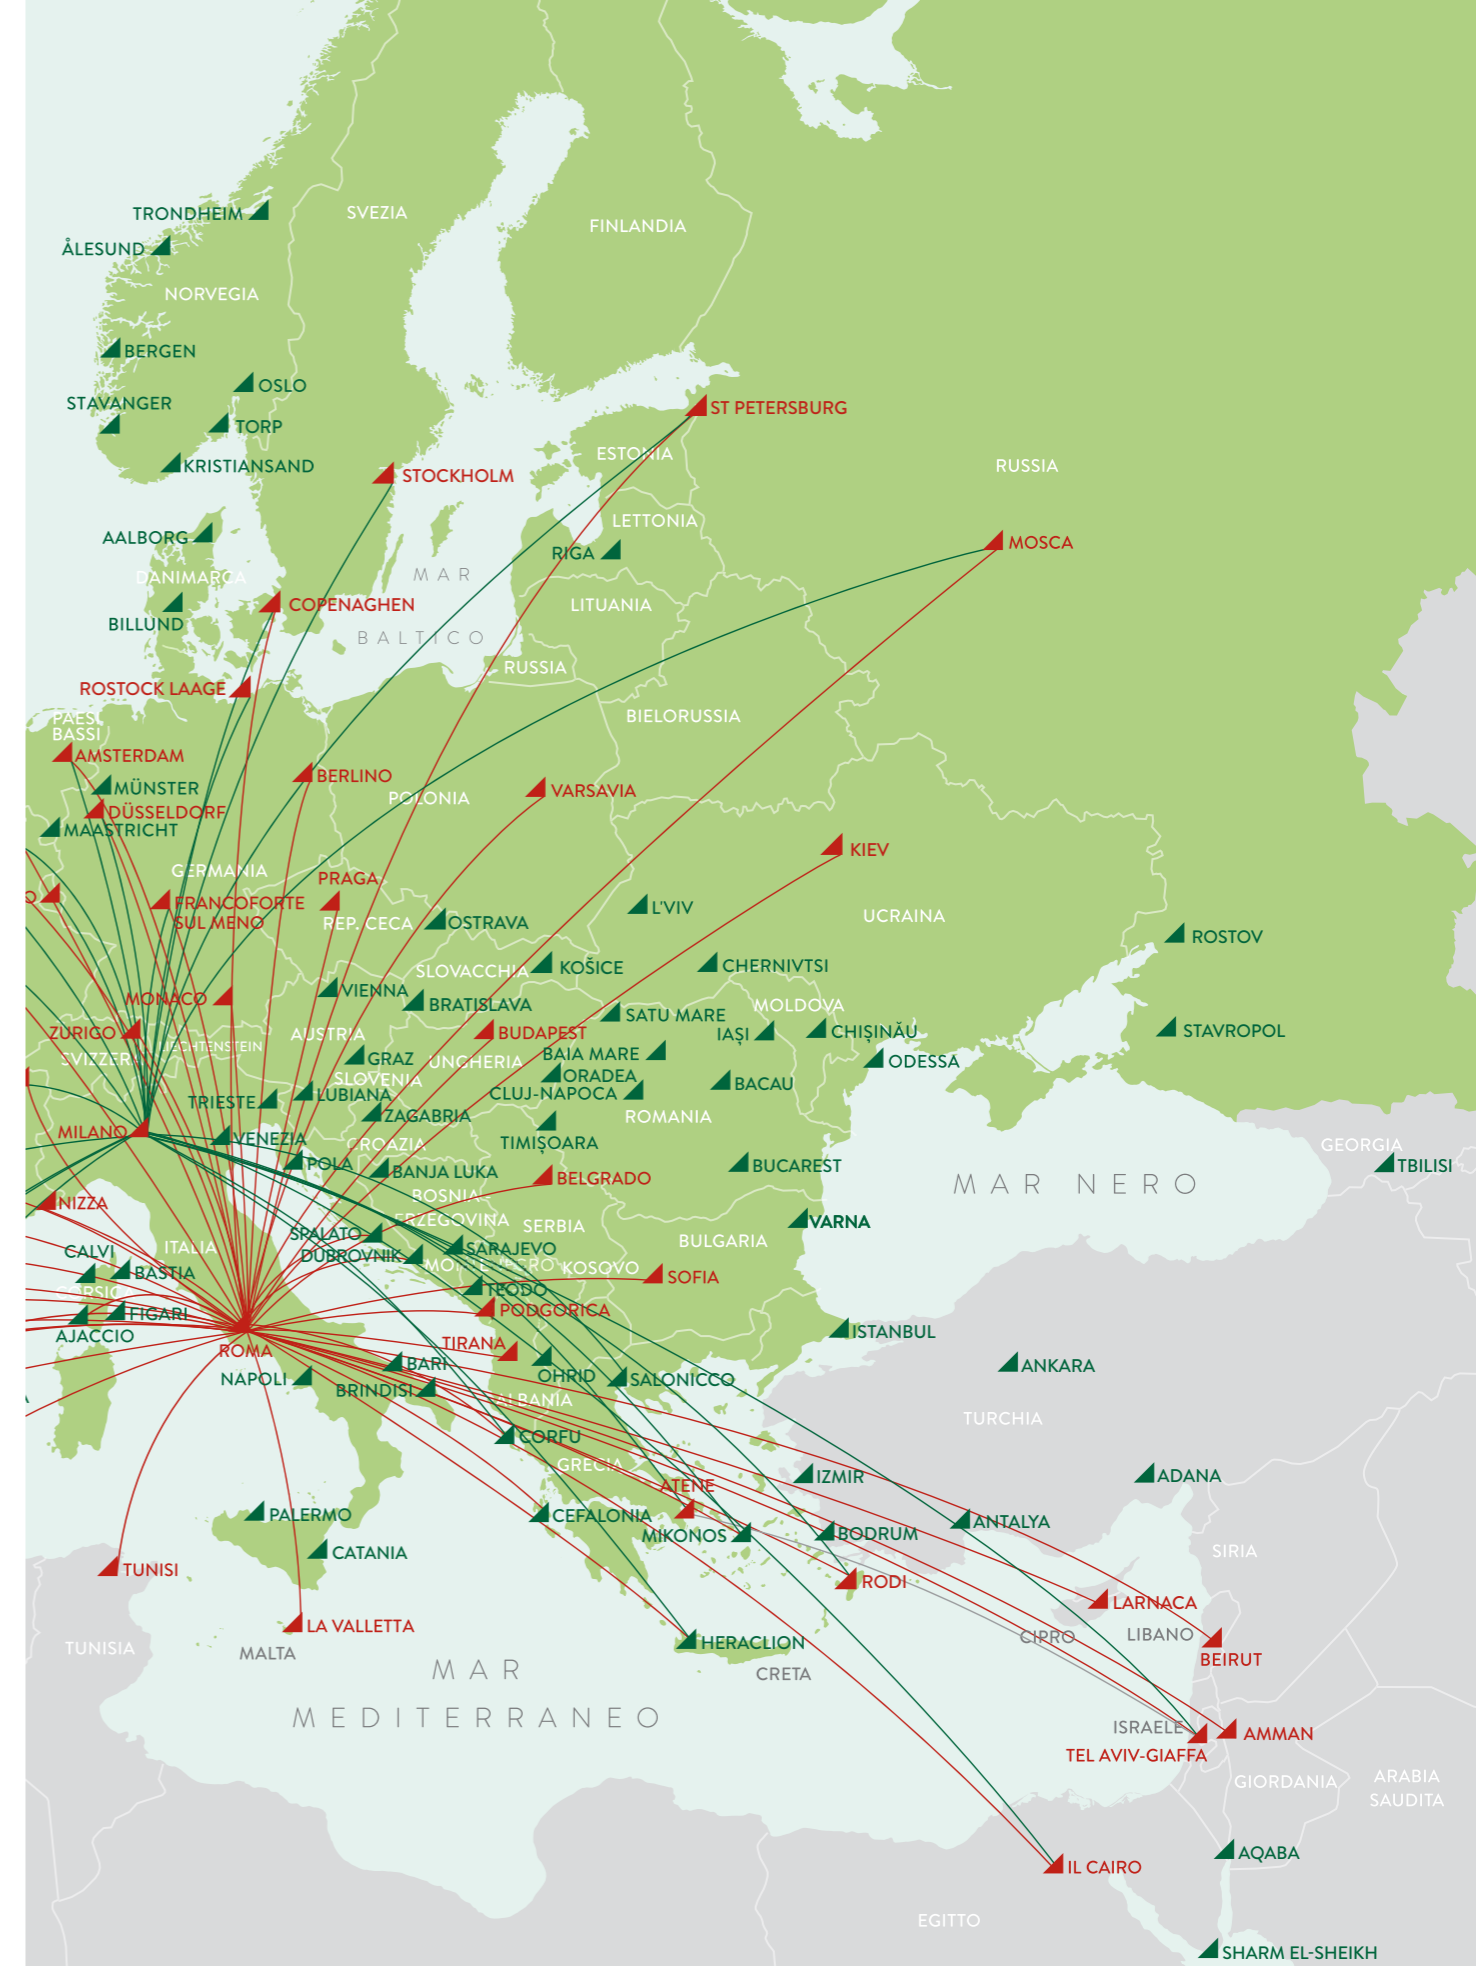 TRONDHEIM
SVEZIA
FINLANDIA
ÅLESUND
NORVEGIA
BERGEN
OSLO
STAVANGER
TORP
ST PETERSBURG
KRISTIANSAND
STOCKHOLM
ESTONIA
RUSSIA
LETTONIA
AALBORG
MOSCA
RIGA
MAR
BALTICO
DANIMARCA
LITUANIA
COPENAGHEN
BILLUND
RUSSIA
ROSTOCK LAAGE
PAESI
BASSI
BIELORUSSIA
AMSTERDAM
BERLINO
MÜNSTER
VARSAVIA
POLONIA
DÜSSELDORF
MAASTRICHT
KIEV
GERMANIA
PRAGA
FRANCOFORTE
SUL MENO
L'VIV
REP. CECA
OSTRAVA
UCRAINA
ROSTOV
KOŠICE
CHERNIVTSI
SLOVACCHIA
VIENNA
MONACO
BRATISLAVA
MOLDOVA
SATU MARE
ZURIGO
AUSTRIA
BUDAPEST
IAȘI
CHIȘINĂU
STAVROPOL
LIECHTENSTEIN
SVIZZERA
GRAZ
UNGHERIA
BAIA MARE
ODESSA
ORADEA
SLOVENIA
BACAU
LUBIANA
CLUJ-NAPOCA
TRIESTE
ZAGABRIA
ROMANIA
MILANO
VENEZIA
CROAZIA
TIMIȘOARA
GEORGIA
POLA
BANJA LUKA
BUCAREST
TBILISI
BELGRADO
MAR NERO
BOSNIA
ERZEGOVINA
NIZZA
SERBIA
VARNA
SPALATO
ITALIA
CALVI
SARAJEVO
BULGARIA
DUBROVNIK
MONTENEGRO
KOSOVO
BASTIA
SOFIA
CORSICA
TEODO
FIGARI
PODGORICA
AJACCIO
ISTANBUL
TIRANA
ROMA
BARI
ANKARA
NAPOLI
OHRID
SALONICCO
BRINDISI
ALBANIA
TURCHIA
CORFU
GRECIA
IZMIR
ADANA
ATENE
PALERMO
CEFALONIA
ANTALYA
MIKONOS
BODRUM
CATANIA
SIRIA
TUNISI
RODI
LARNACA
LA VALLETTA
LIBANO
CIPRO
HERACLION
TUNISIA
MALTA
BEIRUT
CRETA
MAR
MEDITERRANEO
ISRAELE
AMMAN
TEL AVIV-GIAFFA
GIORDANIA
ARABIA
SAUDITA
AQABA
IL CAIRO
EGITTO
SHARM EL-SHEIKH